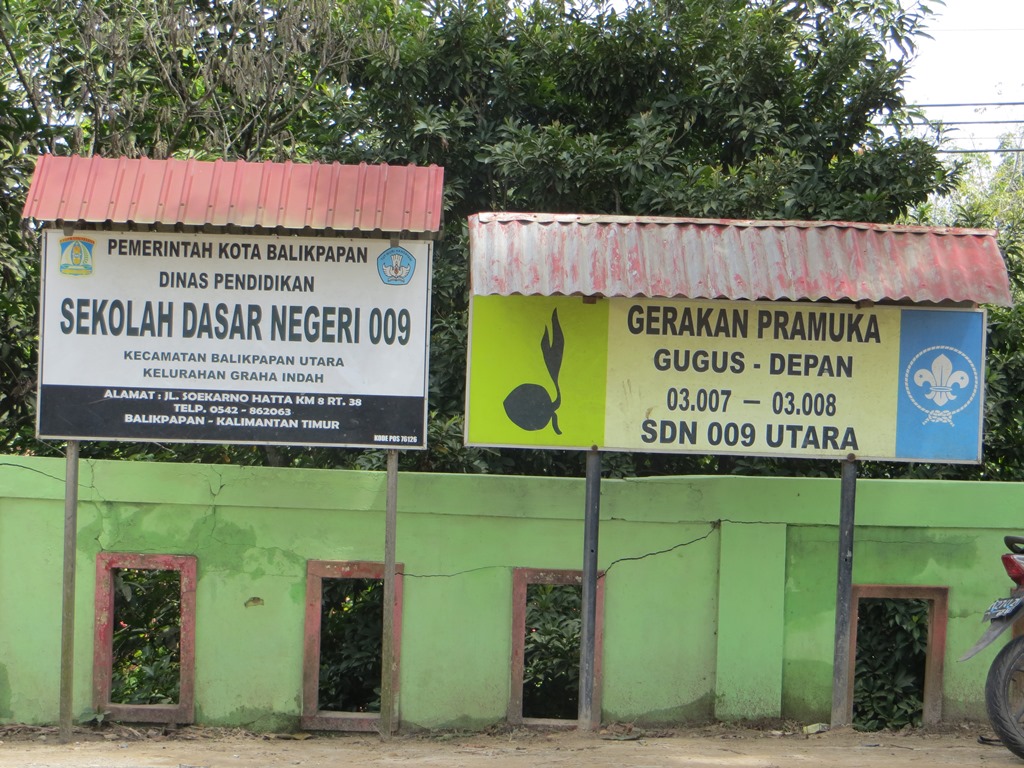 PEMERINTAH KOTA BALIKPAPAN
DINAS PENDIDIKAN
SEKOLAH DASAR NEGERI 009
KECAMATAN BALIKPAPAN UTARA
KELURAHAN GRAHA INDAH
ALAMAT : JL. SOEKARNO HATTA KM 8 RT. 38
TELP. 0542 - 862063
BALIKPAPAN - KALIMANTAN TIMUR
KODE POS 76126
GERAKAN PRAMUKA
GUGUS - DEPAN
03.007 — 03.008
SDN 009 UTARA